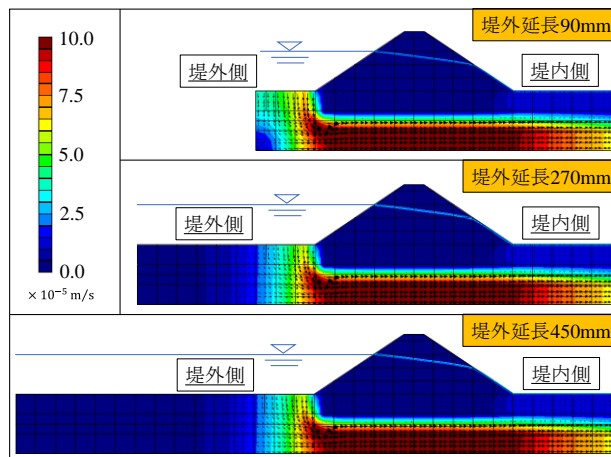 10.0
7.5
5.0
2.5
0.0
× 10⁻⁵ m/s
堤外延長90mm
堤外側
堤内側
堤外延長270mm
堤外側
堤内側
堤外延長450mm
堤外側
堤内側